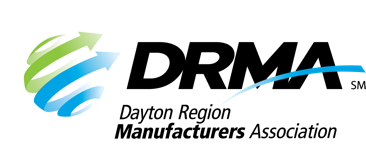 DRMA SM
Dayton Region
Manufacturers Association